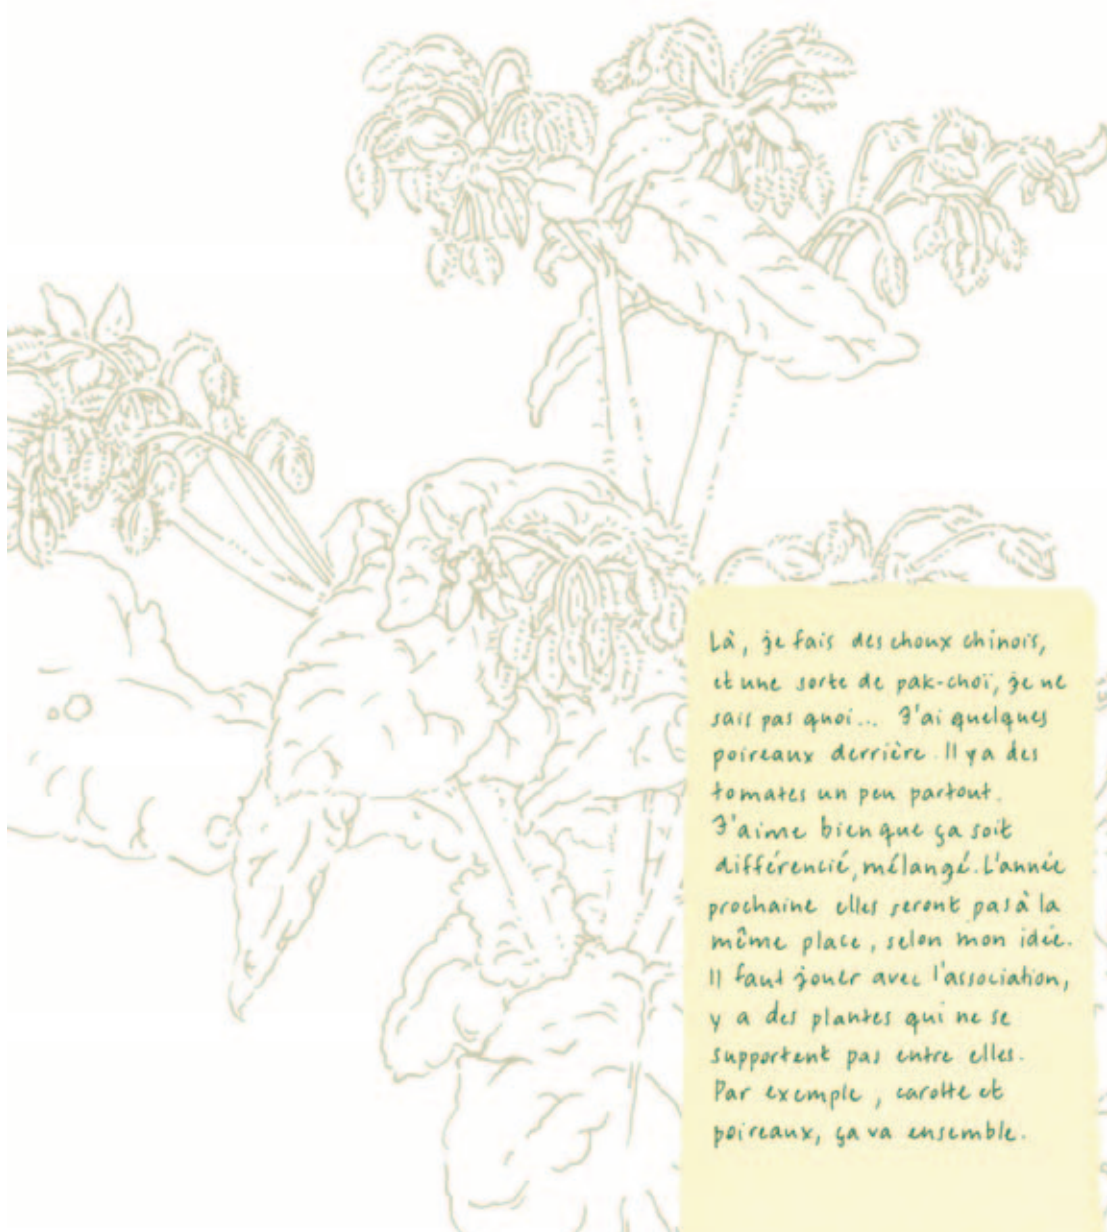 Là, je fais des choux chinois,
et une sorte de pak-choï, je ne
sais pas quoi... J'ai quelques
poireaux derrière. Il y a des
tomates un peu partout.
J'aime bien que ça soit
différencié, mélangé. L'année
prochaine elles seront pas à la
même place, selon mon idée.
Il faut jouer avec l'association,
y a des plantes qui ne se
supportent pas entre elles.
Par exemple, carotte et
poireaux, ça va ensemble.